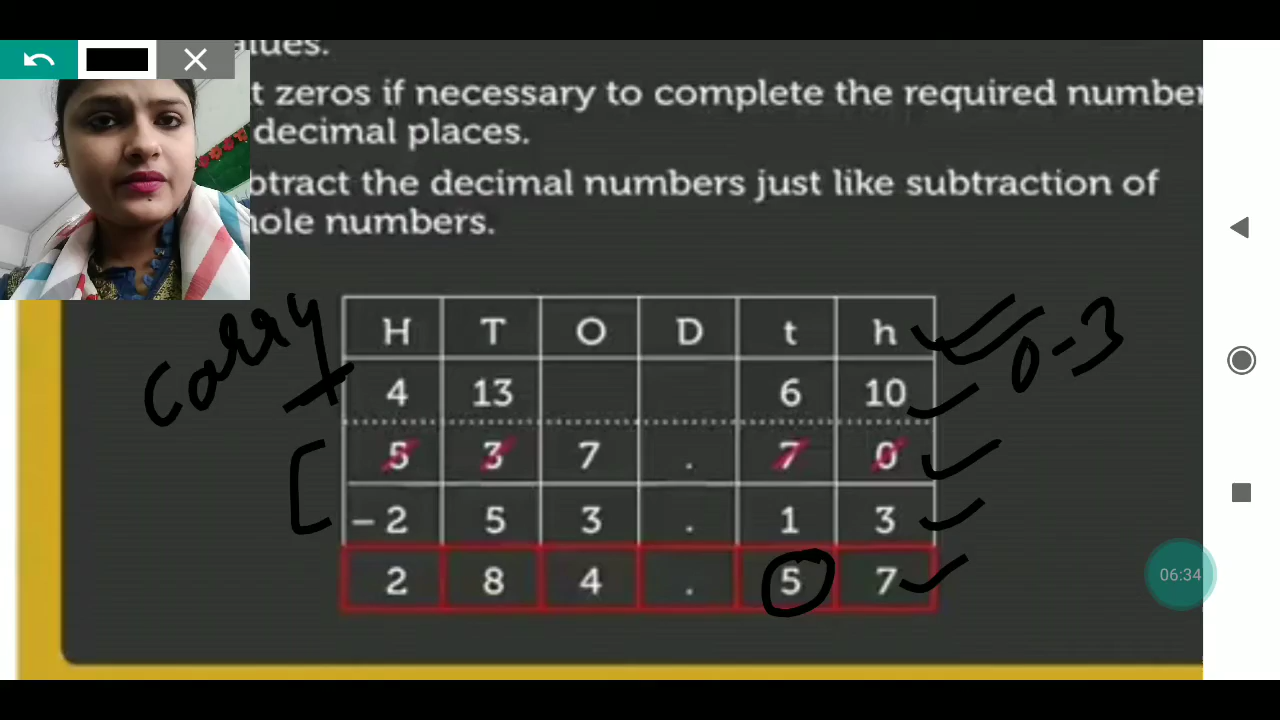 alues.
t zeros if necessary to complete the required number
decimal places.
btract the decimal numbers just like subtraction of
hole numbers.
Carry
H T O D t h
0-3
4 13 6 10
5 3 7 . 7 0
- 2 5 3 . 1 3
2 8 4 . 5 7
06:34